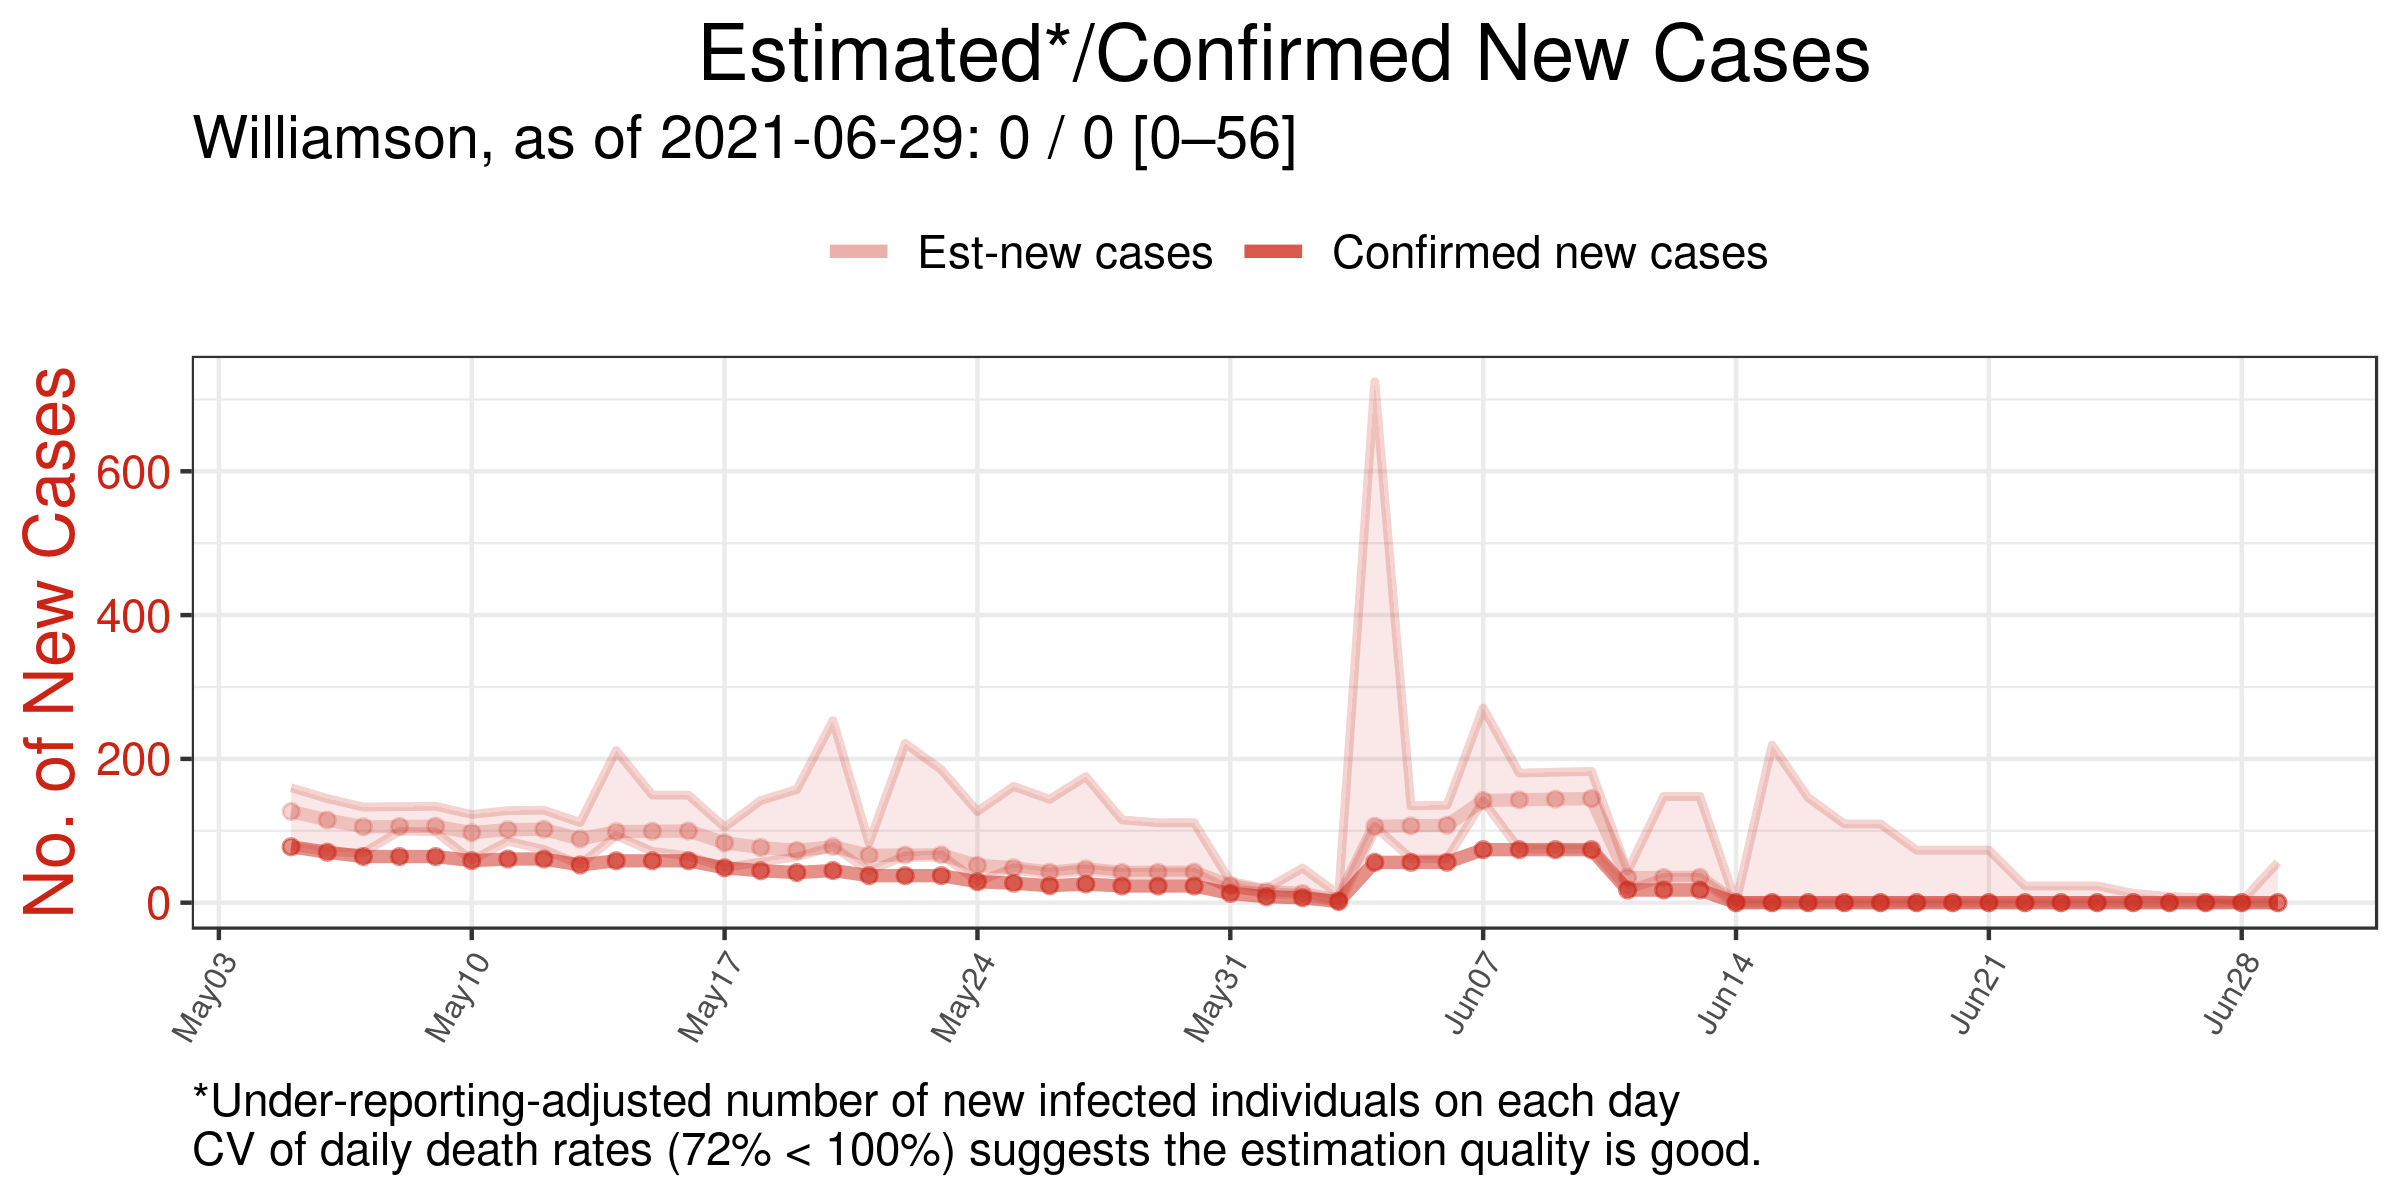 Estimated*/Confirmed New Cases
Williamson, as of 2021-06-29: 0 / 0 [0–56]
Est-new cases
Confirmed new cases
No. of New Cases
600
400
200
0
May03
May10
May17
May24
May31
Jun07
Jun14
Jun21
Jun28
*Under-reporting-adjusted number of new infected individuals on each day
CV of daily death rates (72% < 100%) suggests the estimation quality is good.